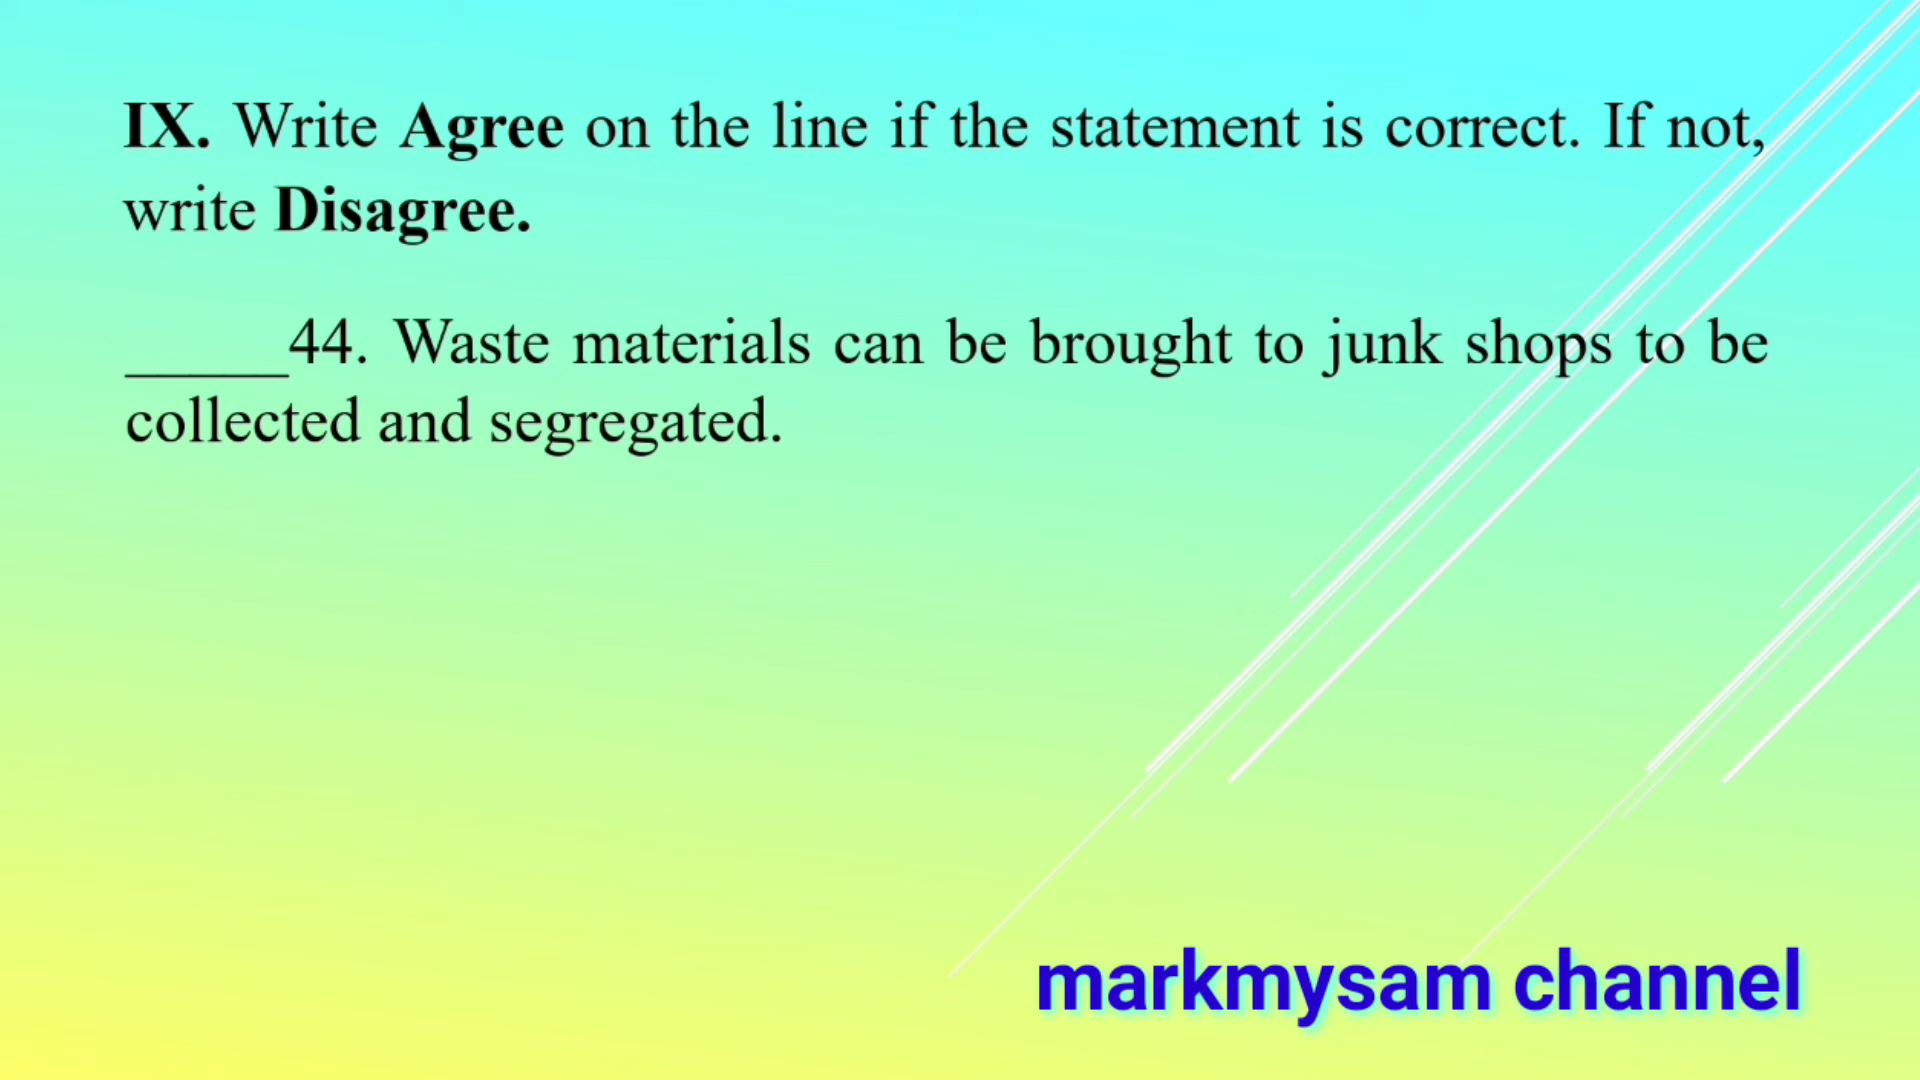 IX. Write Agree on the line if the statement is correct. If not,
write Disagree.
_____44. Waste materials can be brought to junk shops to be
collected and segregated.
markmysam channel